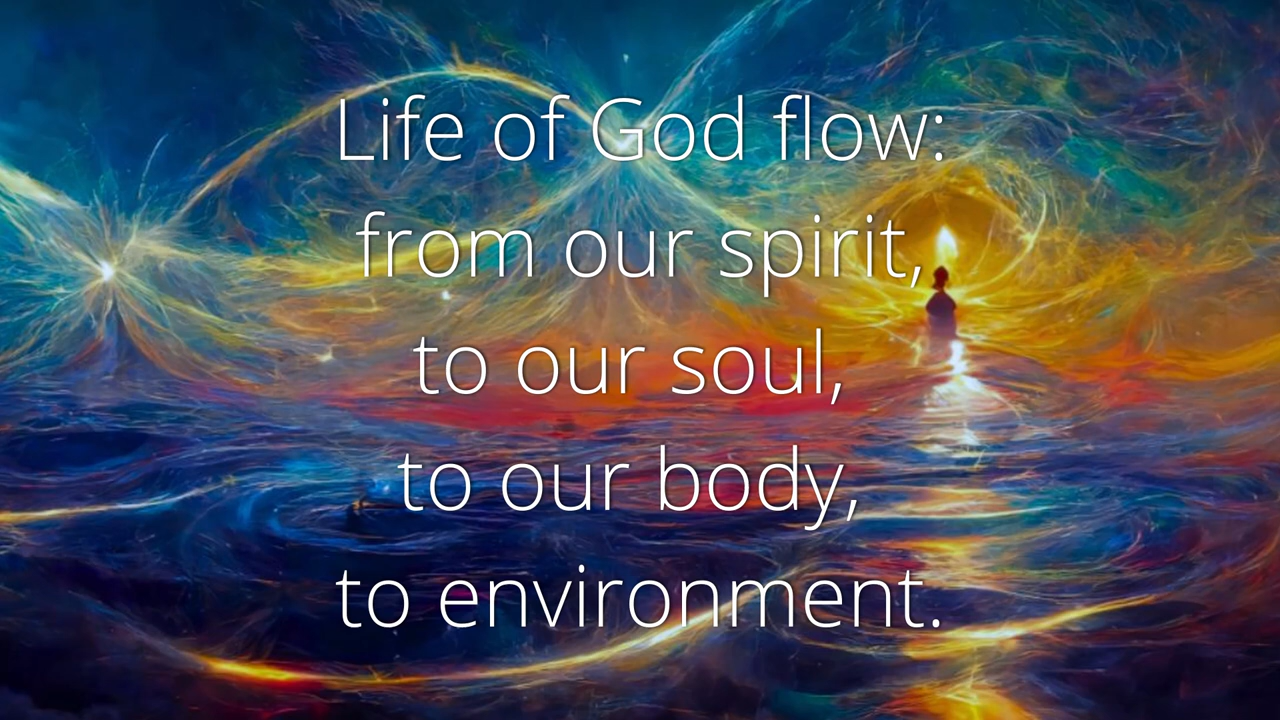 Life of God flow:
from our spirit,
to our soul,
to our body,
to environment.